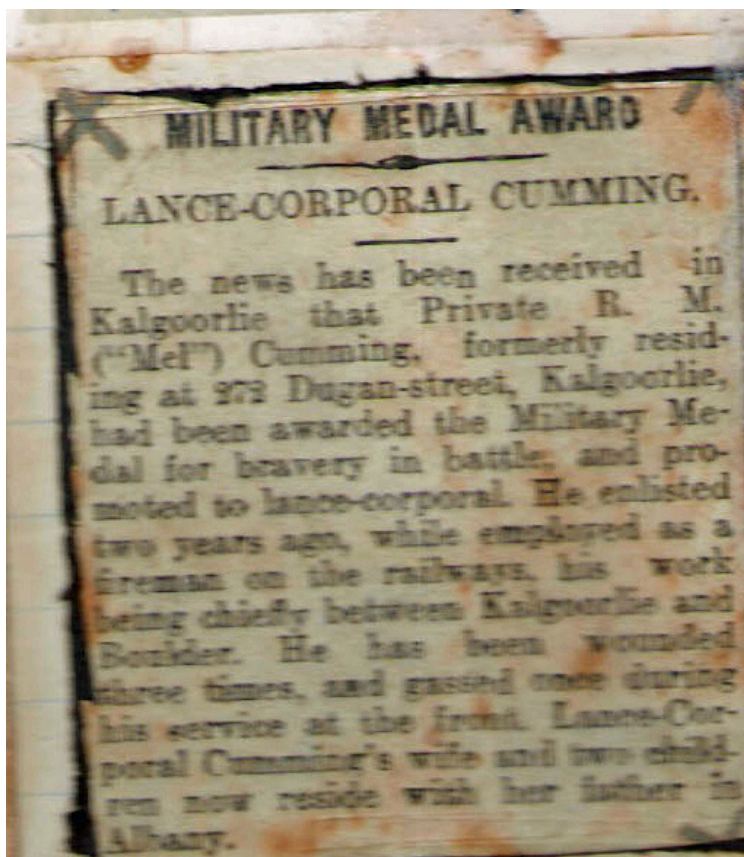 MILITARY MEDAL AWARD
LANCE-CORPORAL CUMMING.
The news has been received in
Kalgoorlie that Private R. M.
("Mel") Cumming, formerly resid-
ing at 272 Dugan-street, Kalgoorlie,
had been awarded the Military Me-
dal for bravery in battle, and pro-
moted to lance-corporal. He enlisted
two years ago, while employed as a
fireman on the railways, his work
being chiefly between Kalgoorlie and
Boulder. He has been wounded
three times, and gassed once during
his service at the front. Lance-Cor-
poral Cumming's wife and two child-
ren now reside with her father in
Albany.